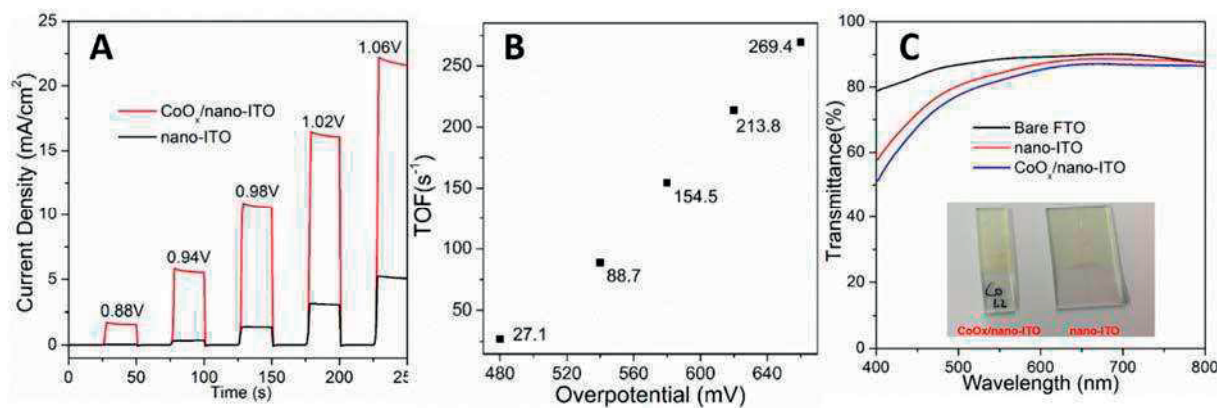 A
25
20
15
10
5
0
Current Density (mA/cm²)
CoOₓ/nano-ITO
nano-ITO
0.88V
0.94V
0.98V
1.02V
1.06V
0
50
100
150
200
25
Time (s)
B
250
200
150
100
50
TOF(s⁻¹)
27.1
88.7
154.5
213.8
269.4
480
520
560
600
640
Overpotential (mV)
C
100
90
80
60
40
20
0
Transmittance(%)
Bare FTO
nano-ITO
CoOₓ/nano-ITO
Co
1.2
CoOx/nano-ITO
nano-ITO
400
500
600
700
800
Wavelength (nm)